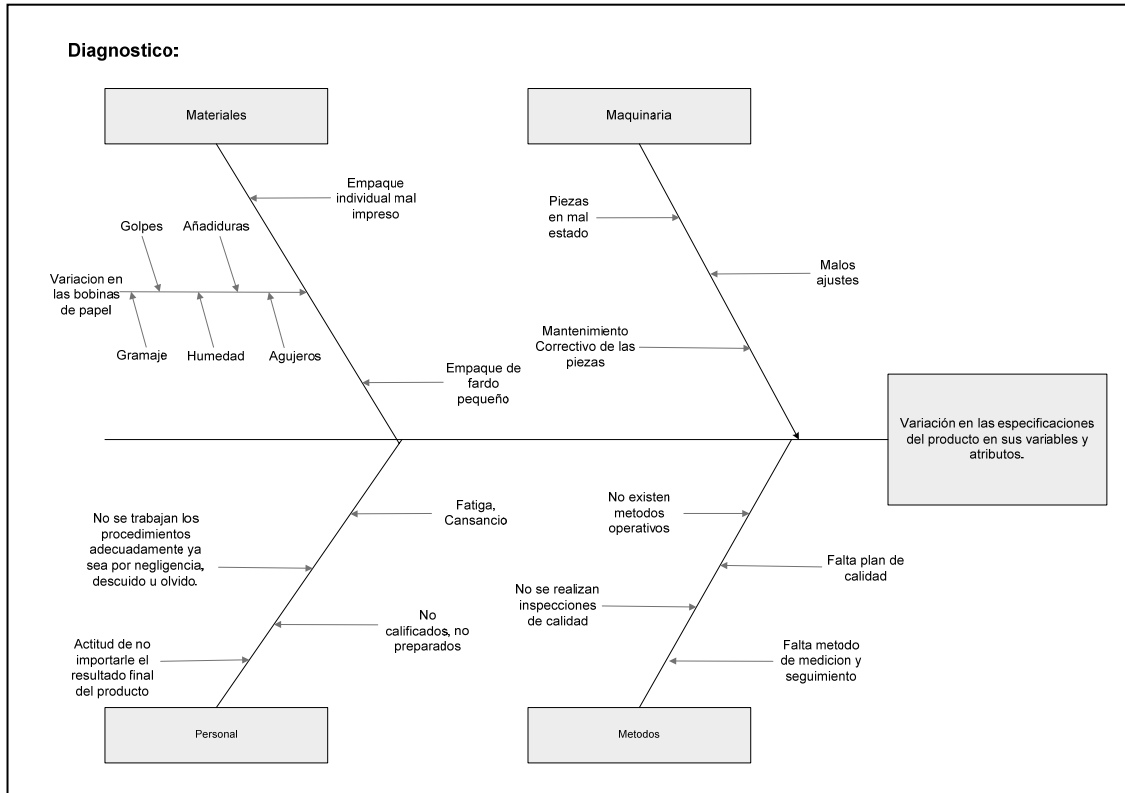 Diagnostico:
Materiales
Maquinaria
Empaque
individual mal
impreso
Golpes
Añadiduras
Variacion en
las bobinas
de papel
Gramaje
Humedad
Agujeros
Empaque de
fardo
pequeño
Piezas
en mal
estado
Malos
ajustes
Mantenimiento
Correctivo de las
piezas
Variación en las especificaciones
del producto en sus variables y
atributos.
Fatiga,
Cansancio
No se trabajan los
procedimientos
adecuadamente ya
sea por negligencia,
descuido u olvido.
No
calificados, no
preparados
Actitud de no
importarle el
resultado final
del producto
No existen
metodos
operativos
Falta plan de
calidad
No se realizan
inspecciones
de calidad
Falta metodo
de medicion y
seguimiento
Personal
Metodos